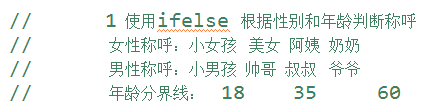 //        1 使用ifelse 根据性别和年龄判断称呼
//        女性称呼：小女孩 美女 阿姨 奶奶
//        男性称呼：小男孩 帅哥 叔叔 爷爷
//        年龄分界线： 18    35    60